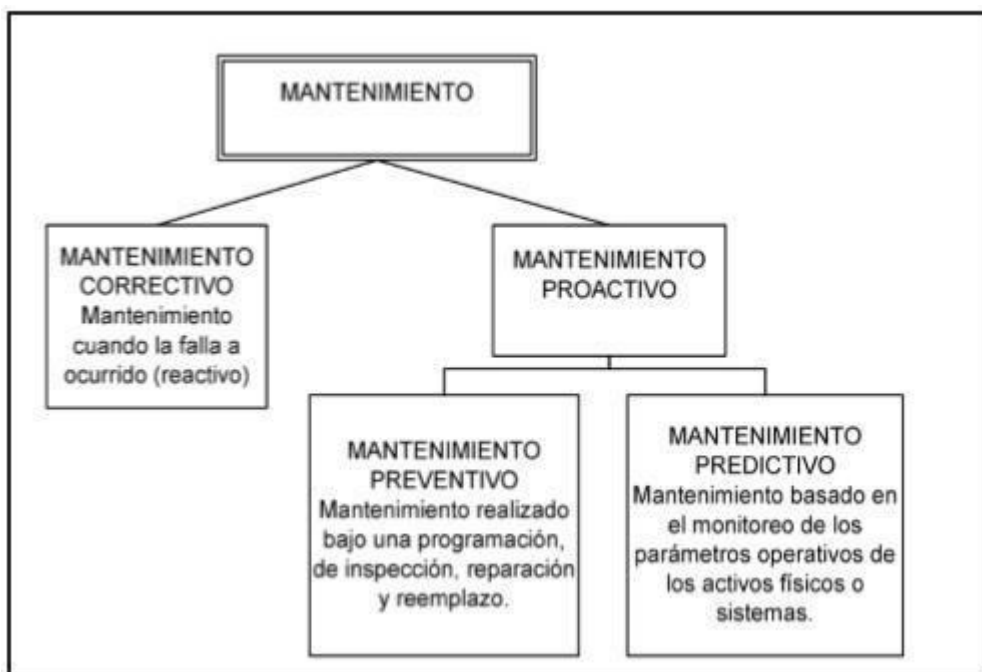 MANTENIMIENTO
MANTENIMIENTO
CORRECTIVO
Mantenimiento
cuando la falla a
ocurrido (reactivo)
MANTENIMIENTO
PROACTIVO
MANTENIMIENTO
PREVENTIVO
Mantenimiento realizado
bajo una programación,
de inspección, reparación
y reemplazo.
MANTENIMIENTO
PREDICTIVO
Mantenimiento basado en
el monitoreo de los
parámetros operativos de
los activos físicos o
sistemas.